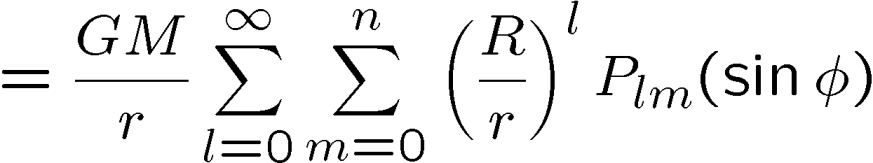 = \frac{GM}{r} \sum_{l=0}^{\infty} \sum_{m=0}^{n} \left( \frac{R}{r} \right)^{l} P_{lm}(\sin \phi)